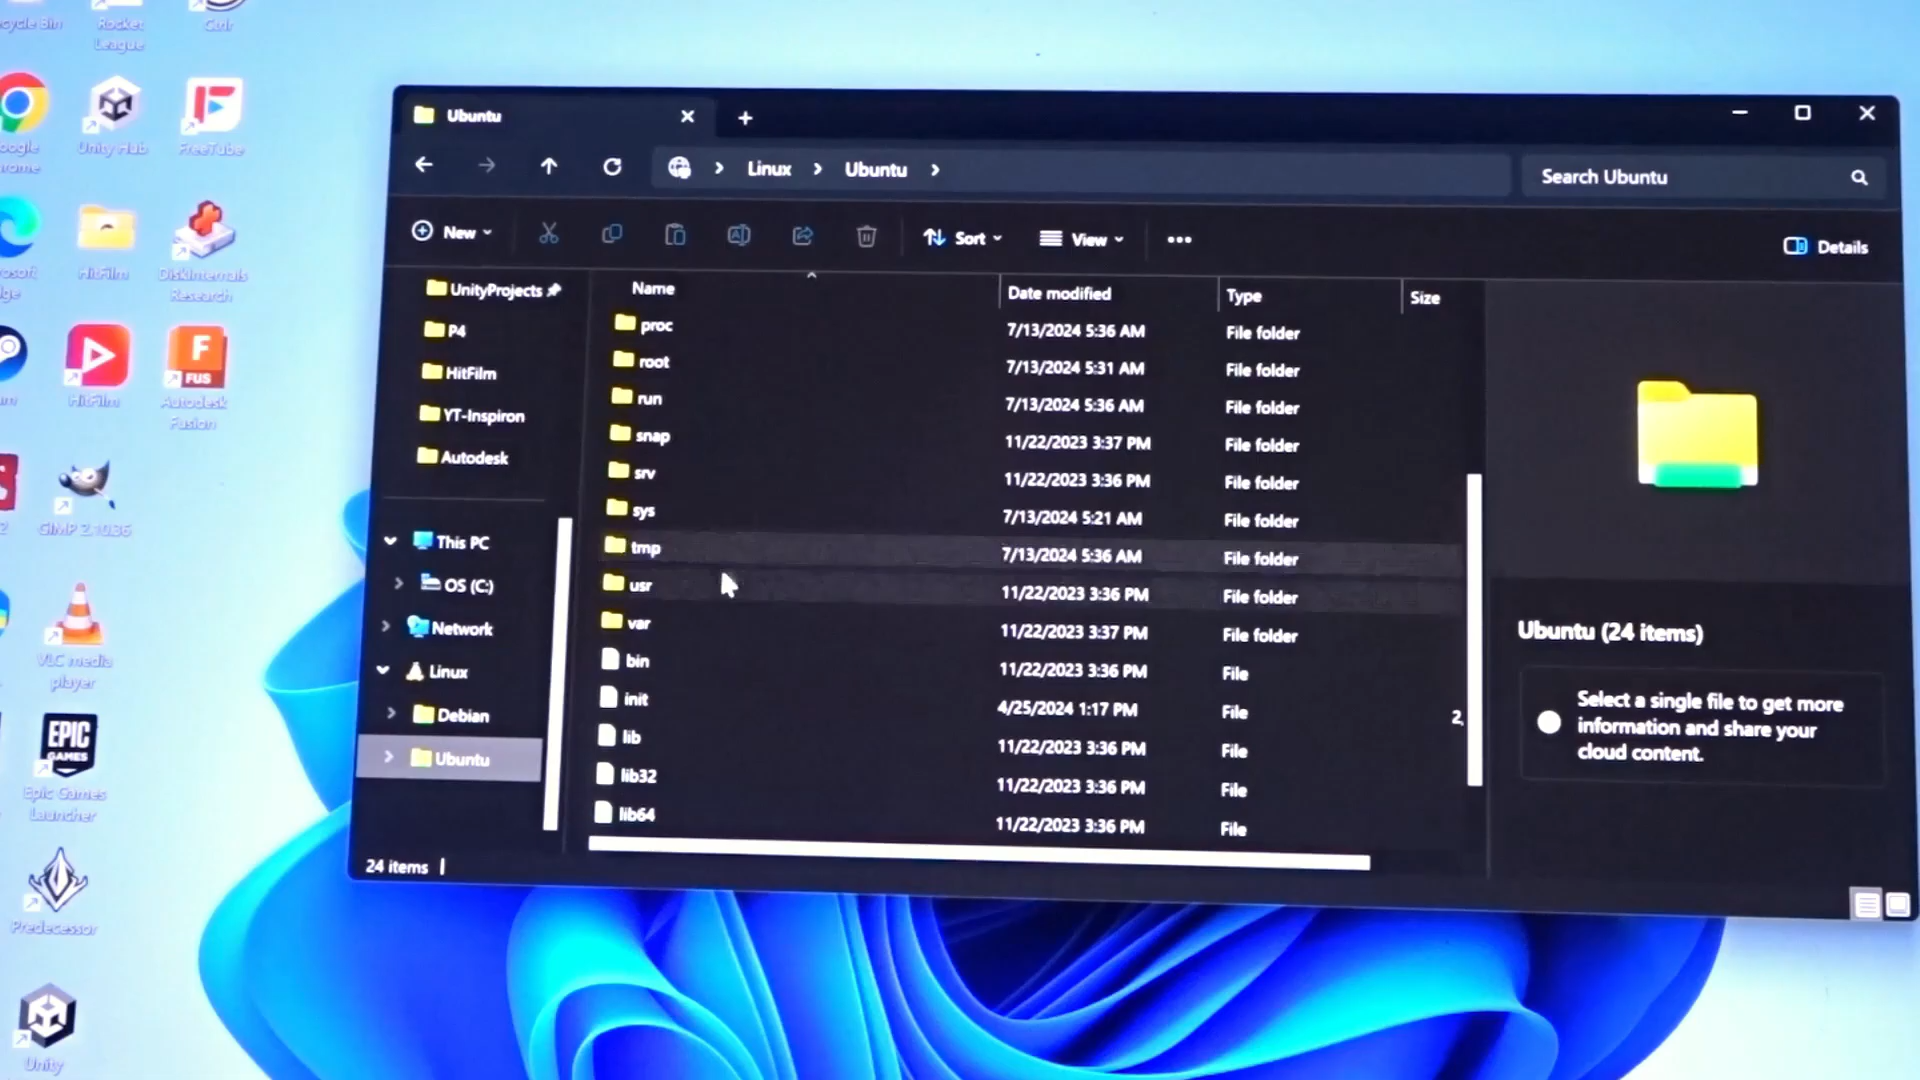 Rocket
League
Unity Hub
FreeTube
HitFilm
DiskInternals
Research
HitFilm
F
FUS
Autodesk
Fusion
GIMP 2.10.36
VLC media
player
EPIC
GAMES
Epic Games
Launcher
Predecessor
Unity
Ubuntu
Linux
Ubuntu
Search Ubuntu
New
Sort
View
Details
UnityProjects
P4
HitFilm
YT-Inspiron
Autodesk
This PC
OS (C:)
Network
Linux
Debian
Ubuntu
24 items
Name Date modified Type Size
proc 7/13/2024 5:36 AM File folder
root 7/13/2024 5:31 AM File folder
run 7/13/2024 5:36 AM File folder
snap 11/22/2023 3:37 PM File folder
srv 11/22/2023 3:36 PM File folder
sys 7/13/2024 5:21 AM File folder
tmp 7/13/2024 5:36 AM File folder
usr 11/22/2023 3:36 PM File folder
var 11/22/2023 3:37 PM File folder
bin 11/22/2023 3:36 PM File
init 4/25/2024 1:17 PM File 2,
lib 11/22/2023 3:36 PM File
lib32 11/22/2023 3:36 PM File
lib64 11/22/2023 3:36 PM File
Ubuntu (24 items)
Select a single file to get more
information and share your
cloud content.